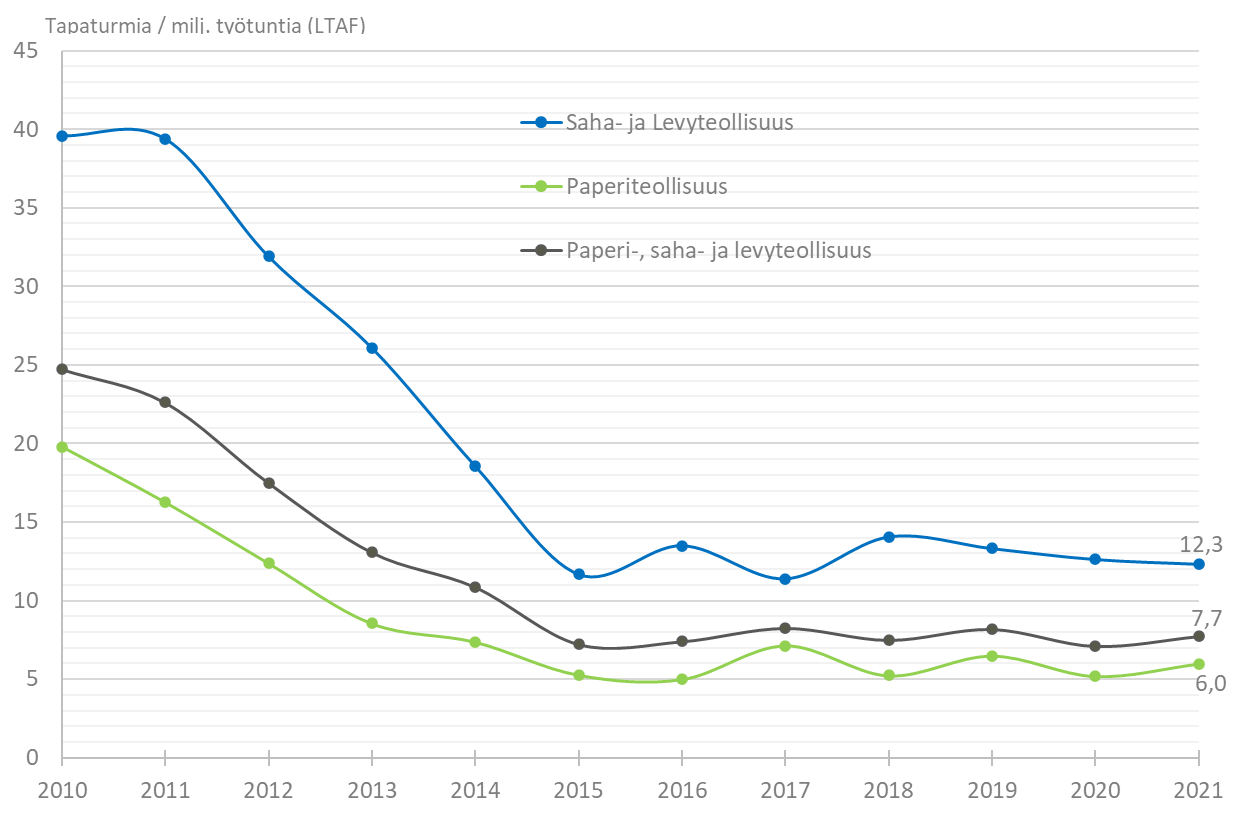 Tapaturmia / milj. työtuntia (LTAF)
45
40
35
30
25
20
15
10
5
0
Saha- ja Levyteollisuus
Paperiteollisuus
Paperi-, saha- ja levyteollisuus
12,3
7,7
6,0
2010 2011 2012 2013 2014 2015 2016 2017 2018 2019 2020 2021